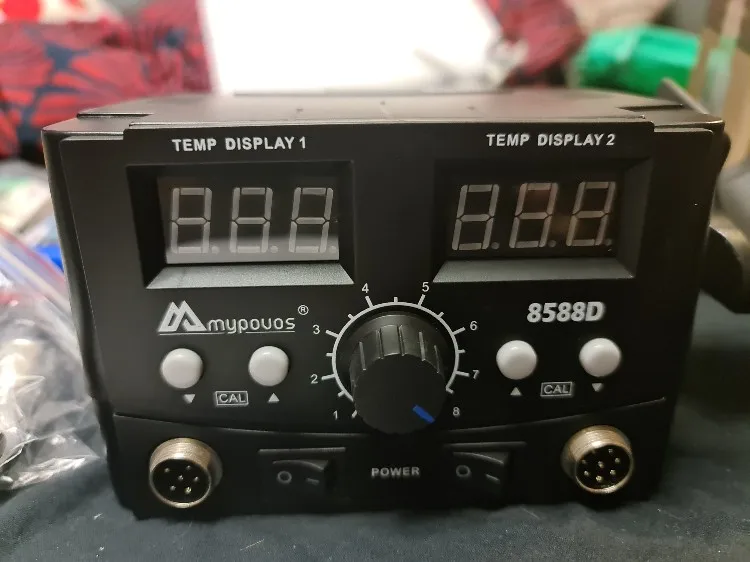 TEMP DISPLAY 1
TEMP DISPLAY 2
mypovos®
8588D
4
5
3
6
2
7
1
8
CAL
CAL
POWER